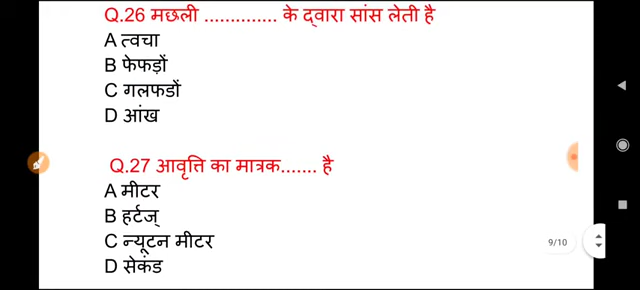 Q.26 मछली .............. के द्वारा सांस लेती है
A त्वचा
B फेफड़ों
C गलफडों
D आंख
Q.27 आवृत्ति का मात्रक....... है
A मीटर
B हर्टज्
C न्यूटन मीटर
D सेकंड
9/10